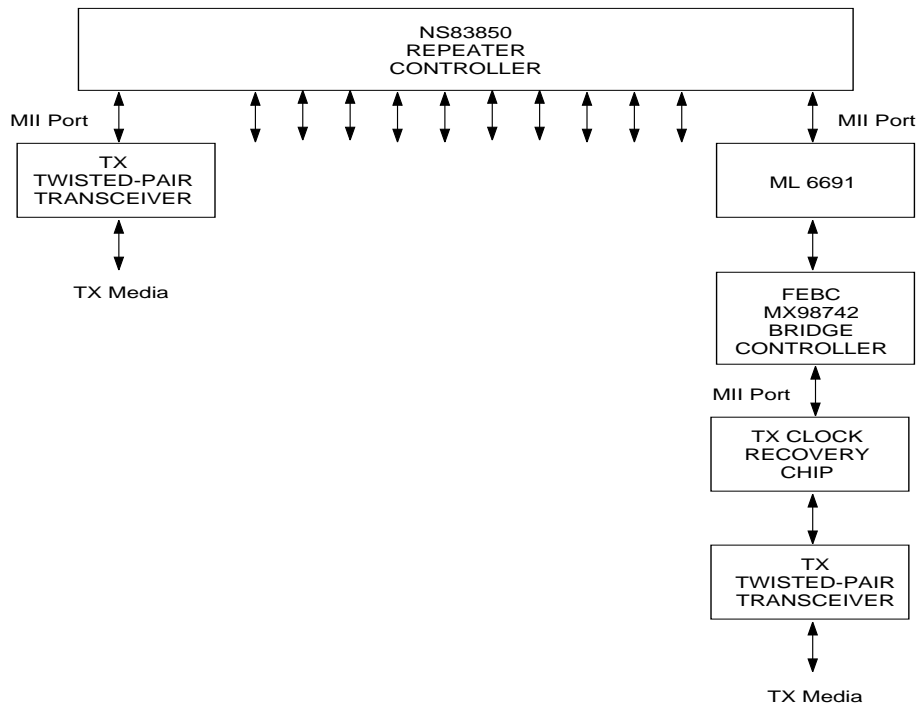 NS83850
REPEATER
CONTROLLER
MII Port
MII Port
TX
TWISTED-PAIR
TRANSCEIVER
ML 6691
TX Media
FEBC
MX98742
BRIDGE
CONTROLLER
MII Port
TX CLOCK
RECOVERY
CHIP
TX
TWISTED-PAIR
TRANSCEIVER
TX Media